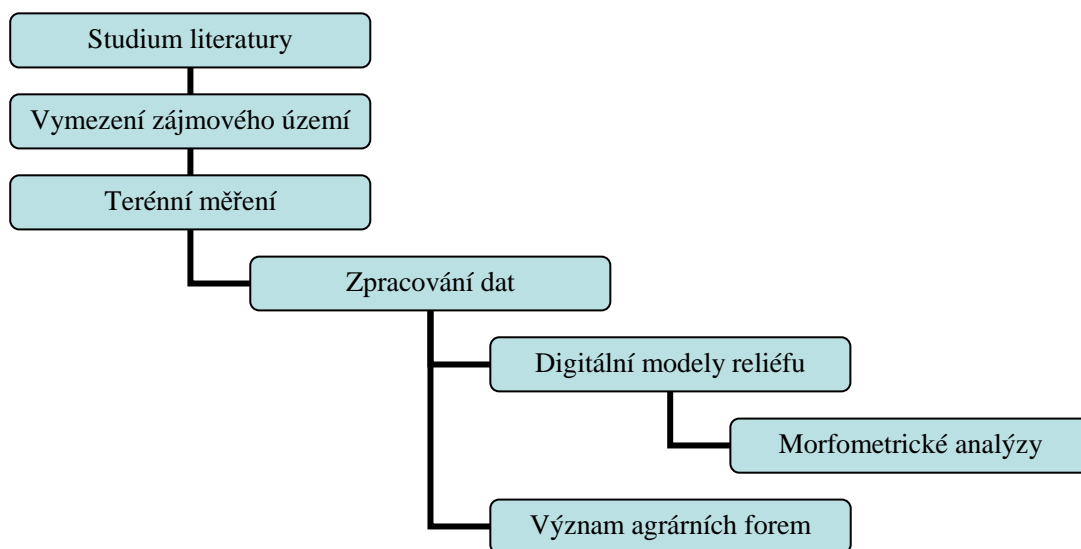 Studium literatury
Vymezení zájmového území
Terénní měření
Zpracování dat
Digitální modely reliéfu
Morfometrické analýzy
Význam agrárních forem